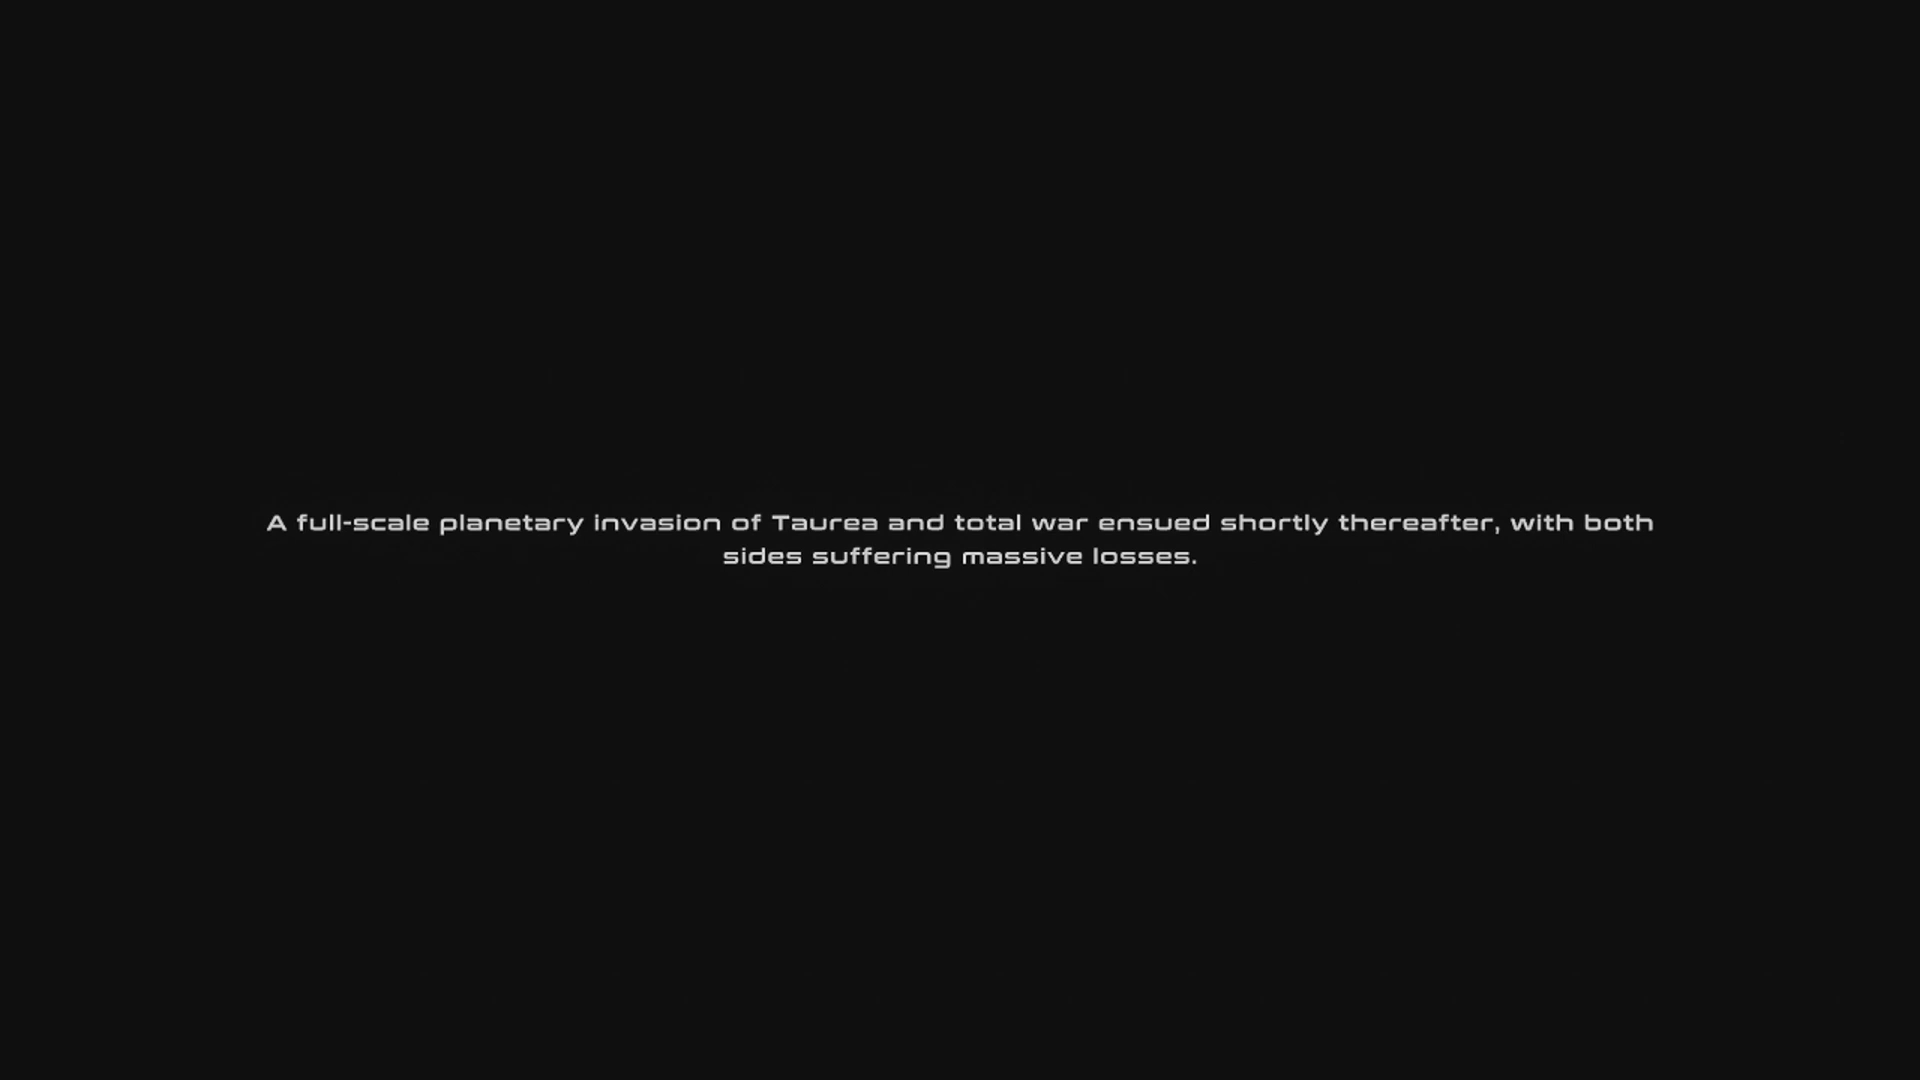 A full-scale planetary invasion of Taurea and total war ensued shortly thereafter, with both
sides suffering massive losses.